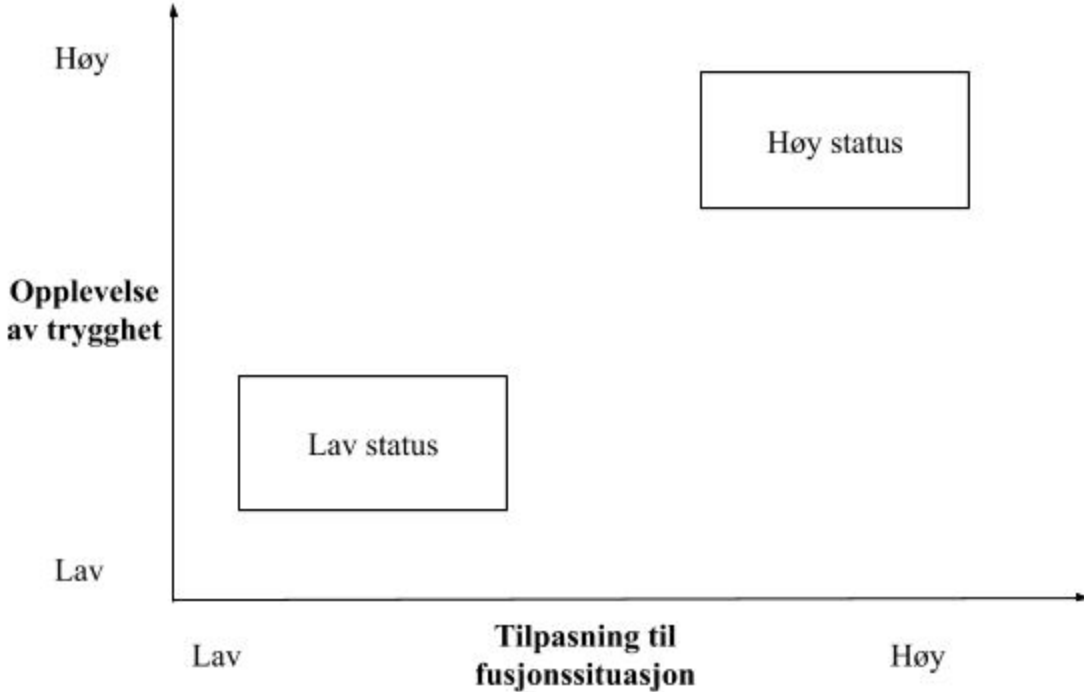 Høy
Høy status
Opplevelse
av trygghet
Lav status
Lav
Lav
Tilpasning til
fusjonssituasjon
Høy